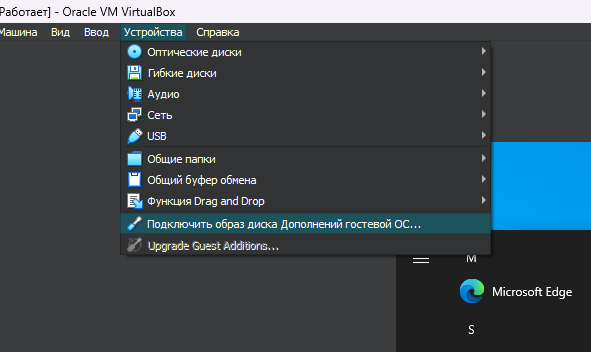 Работает] - Oracle VM VirtualBox
Машина Вид Ввод Устройства Справка
Оптические диски
Гибкие диски
Аудио
Сеть
USB
Общие папки
Общий буфер обмена
Функция Drag and Drop
Подключить образ диска Дополнений гостевой ОС...
Upgrade Guest Additions...
M
Microsoft Edge
S